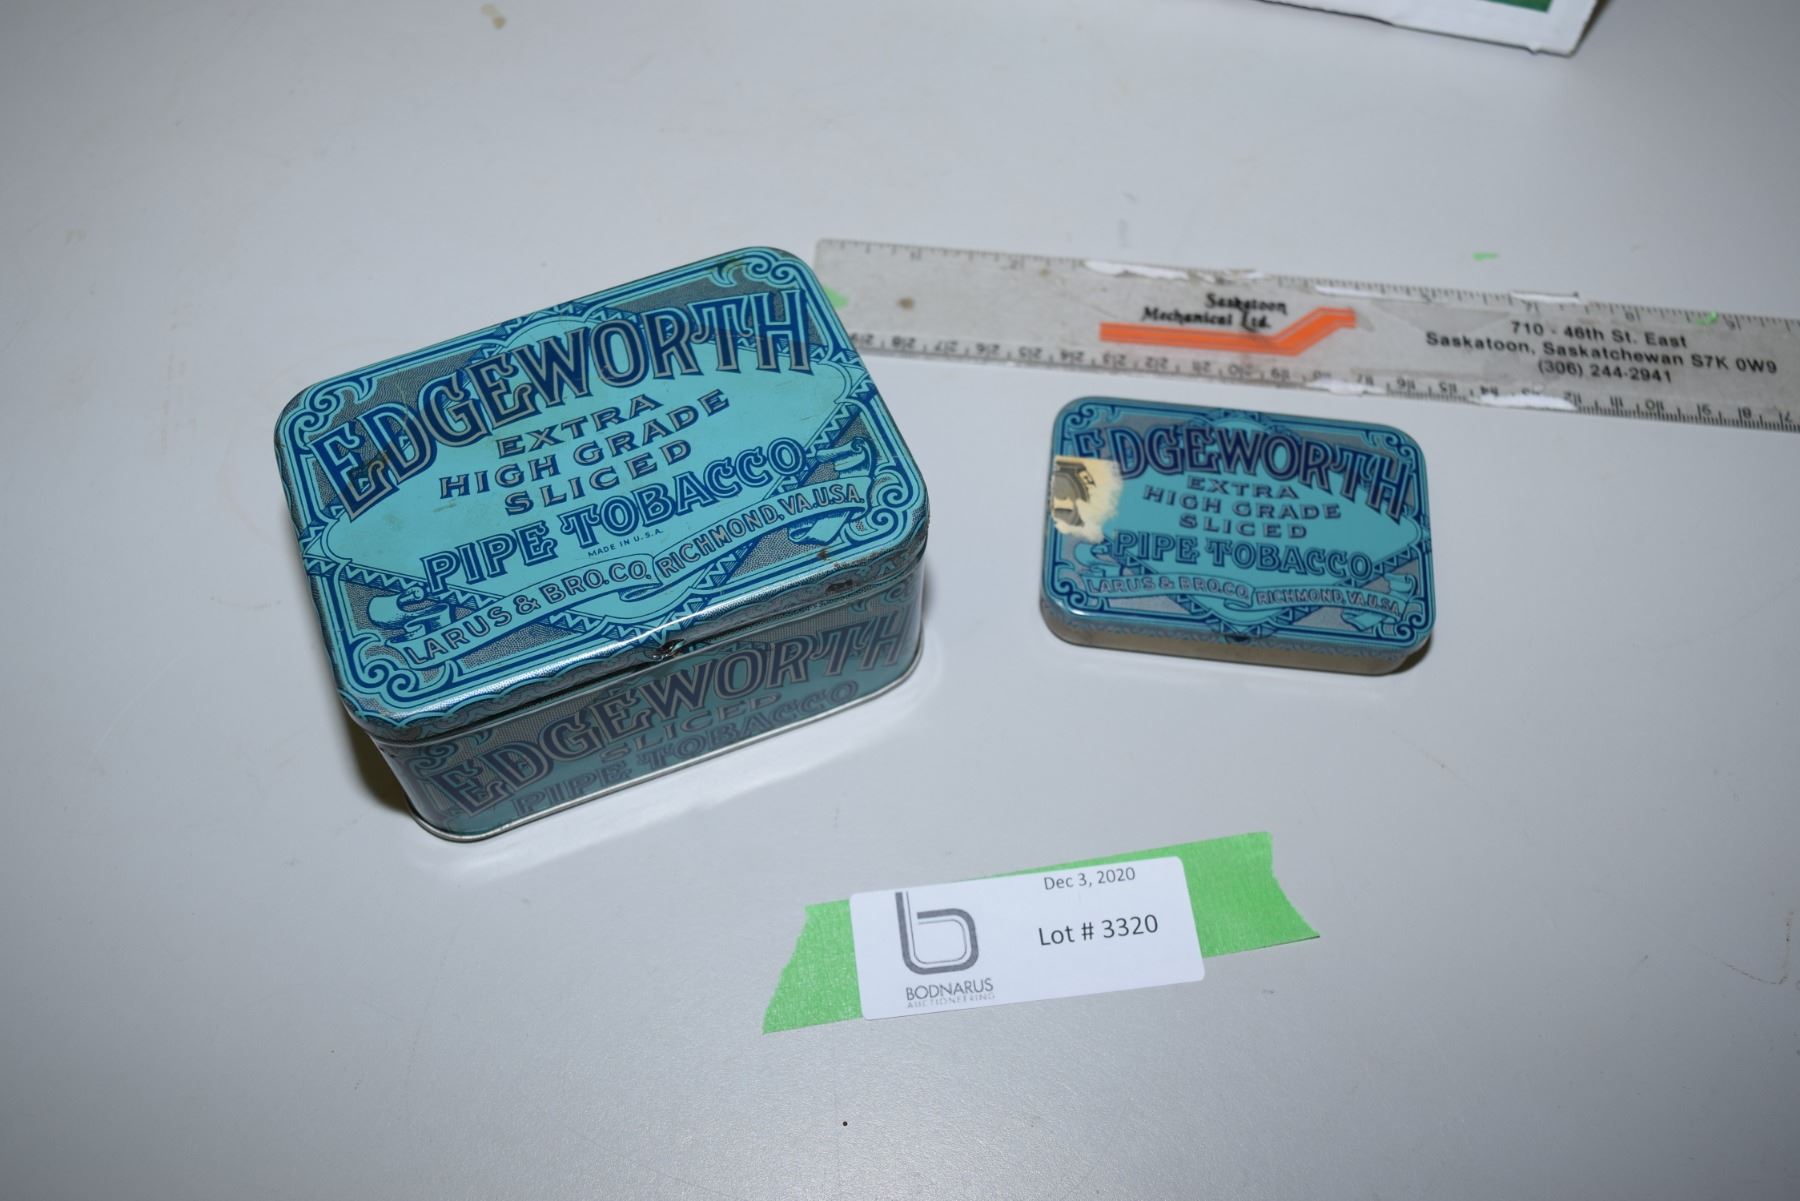 EDGEWORTH
EXTRA
HIGH GRADE
SLICED
PIPE TOBACCO
MADE IN U.S.A.
LARUS & BRO. CO. RICHMOND, VA. U.S.A.
EDGEWORTH
SLICED
PIPE TOBACCO
Saskatoon
Mechanical Ltd.
710 - 46th St. East
Saskatoon, Saskatchewan S7K 0W9
(306) 244-2941
EDGEWORTH
EXTRA
HIGH GRADE
SLICED
PIPE TOBACCO
LARUS & BRO. CO. RICHMOND, VA. U.S.A.
Dec 3, 2020
Lot # 3320
b
BODNARUS
AUCTIONEERING